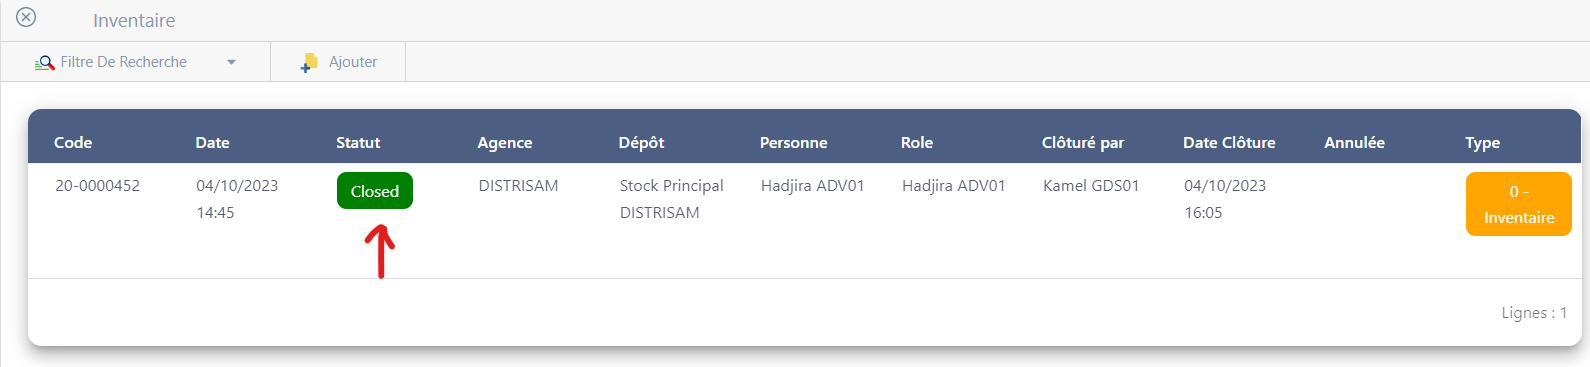 Inventaire
Filtre De Recherche
Ajouter
Code Date Statut Agence Dépôt Personne Role Clôturé par Date Clôture Annulée Type
20-0000452 04/10/2023 Closed DISTRISAM Stock Principal Hadjira ADV01 Hadjira ADV01 Kamel GDS01 04/10/2023 0 -
14:45 DISTRISAM 16:05 Inventaire
Lignes : 1